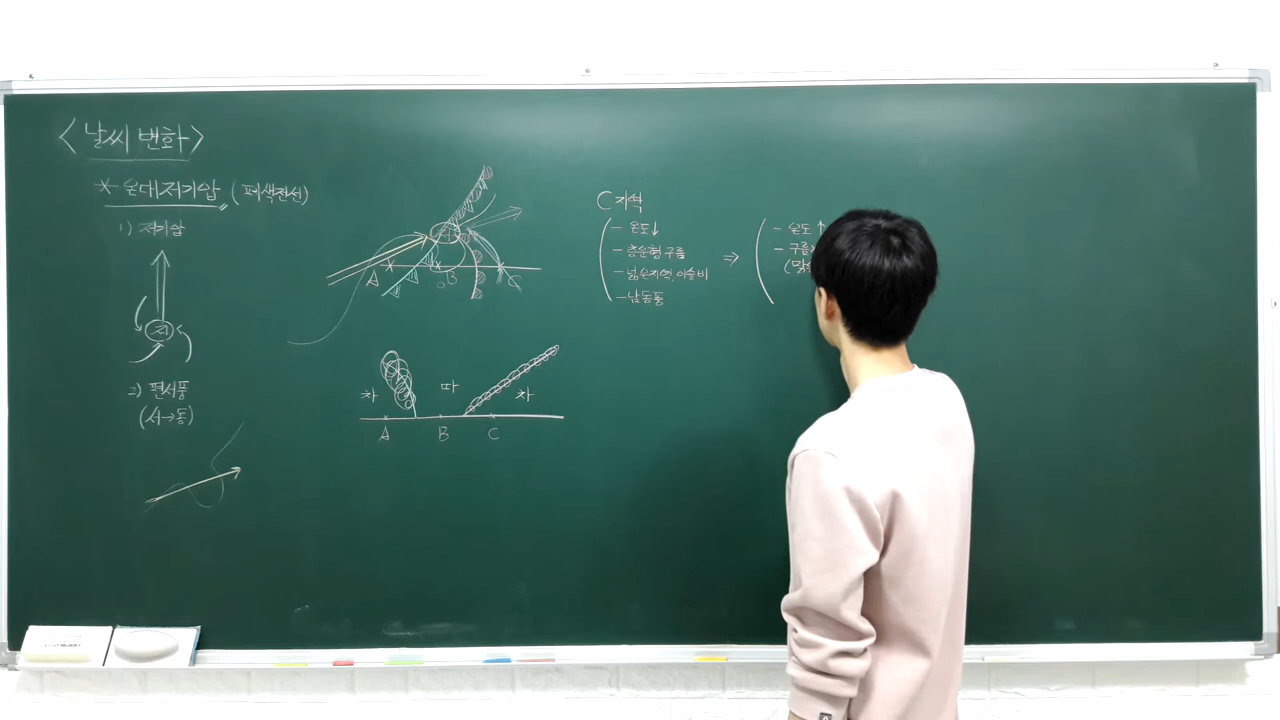 <날씨 변화>
* 온대저기압 (폐색전선)
1) 저기압
저
2) 편서풍
(서→동)
A
B
C
차
따
차
A
B
C
C 지역
- 온도↓
- 층운형 구름
- 넓은지역, 이슬비
- 남동풍
⇒
- 온도↑
- 구름